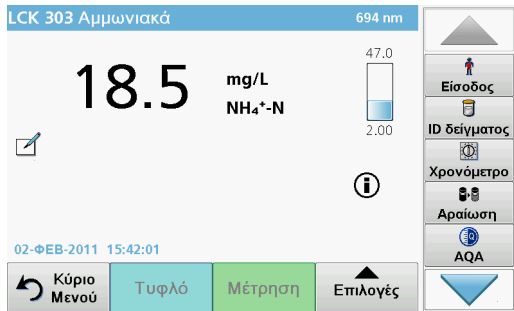 LCK 303 Αμμωνιακά 694 nm
47.0
18.5 mg/L
NH₄⁺-N
2.00
02-ΦΕΒ-2011 15:42:01
Κύριο Μενού
Τυφλό
Μέτρηση
Επιλογές
Είσοδος
ID δείγματος
Χρονόμετρο
Αραίωση
AQA